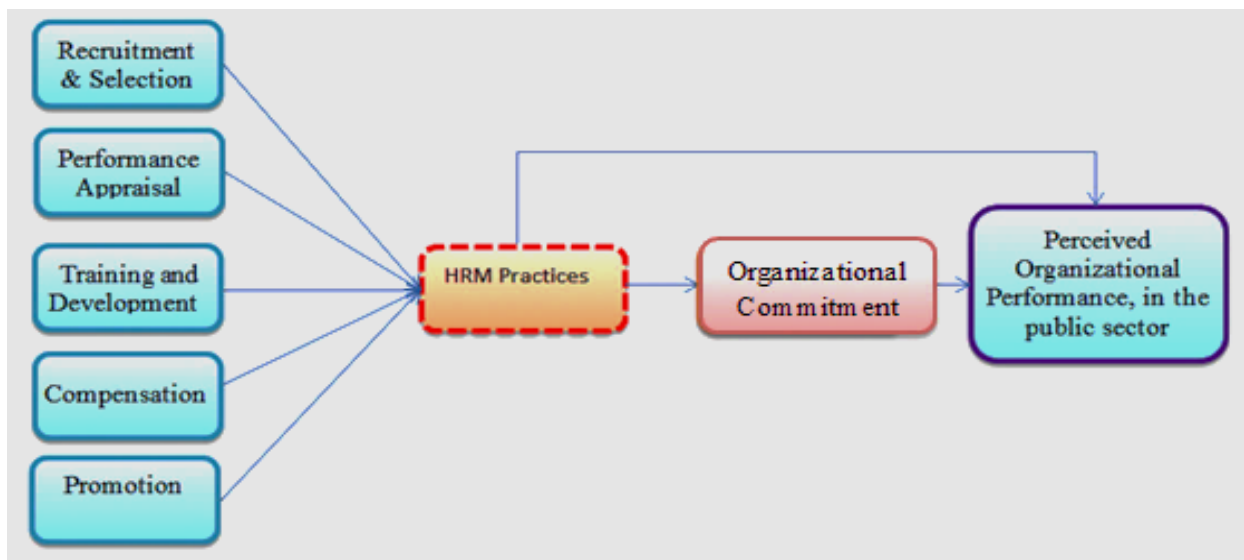 Recruitment
& Selection
Performance
Appraisal
Training and
Development
Compensation
Promotion
HRM Practices
Organizational
Commitment
Perceived
Organizational
Performance, in the
public sector